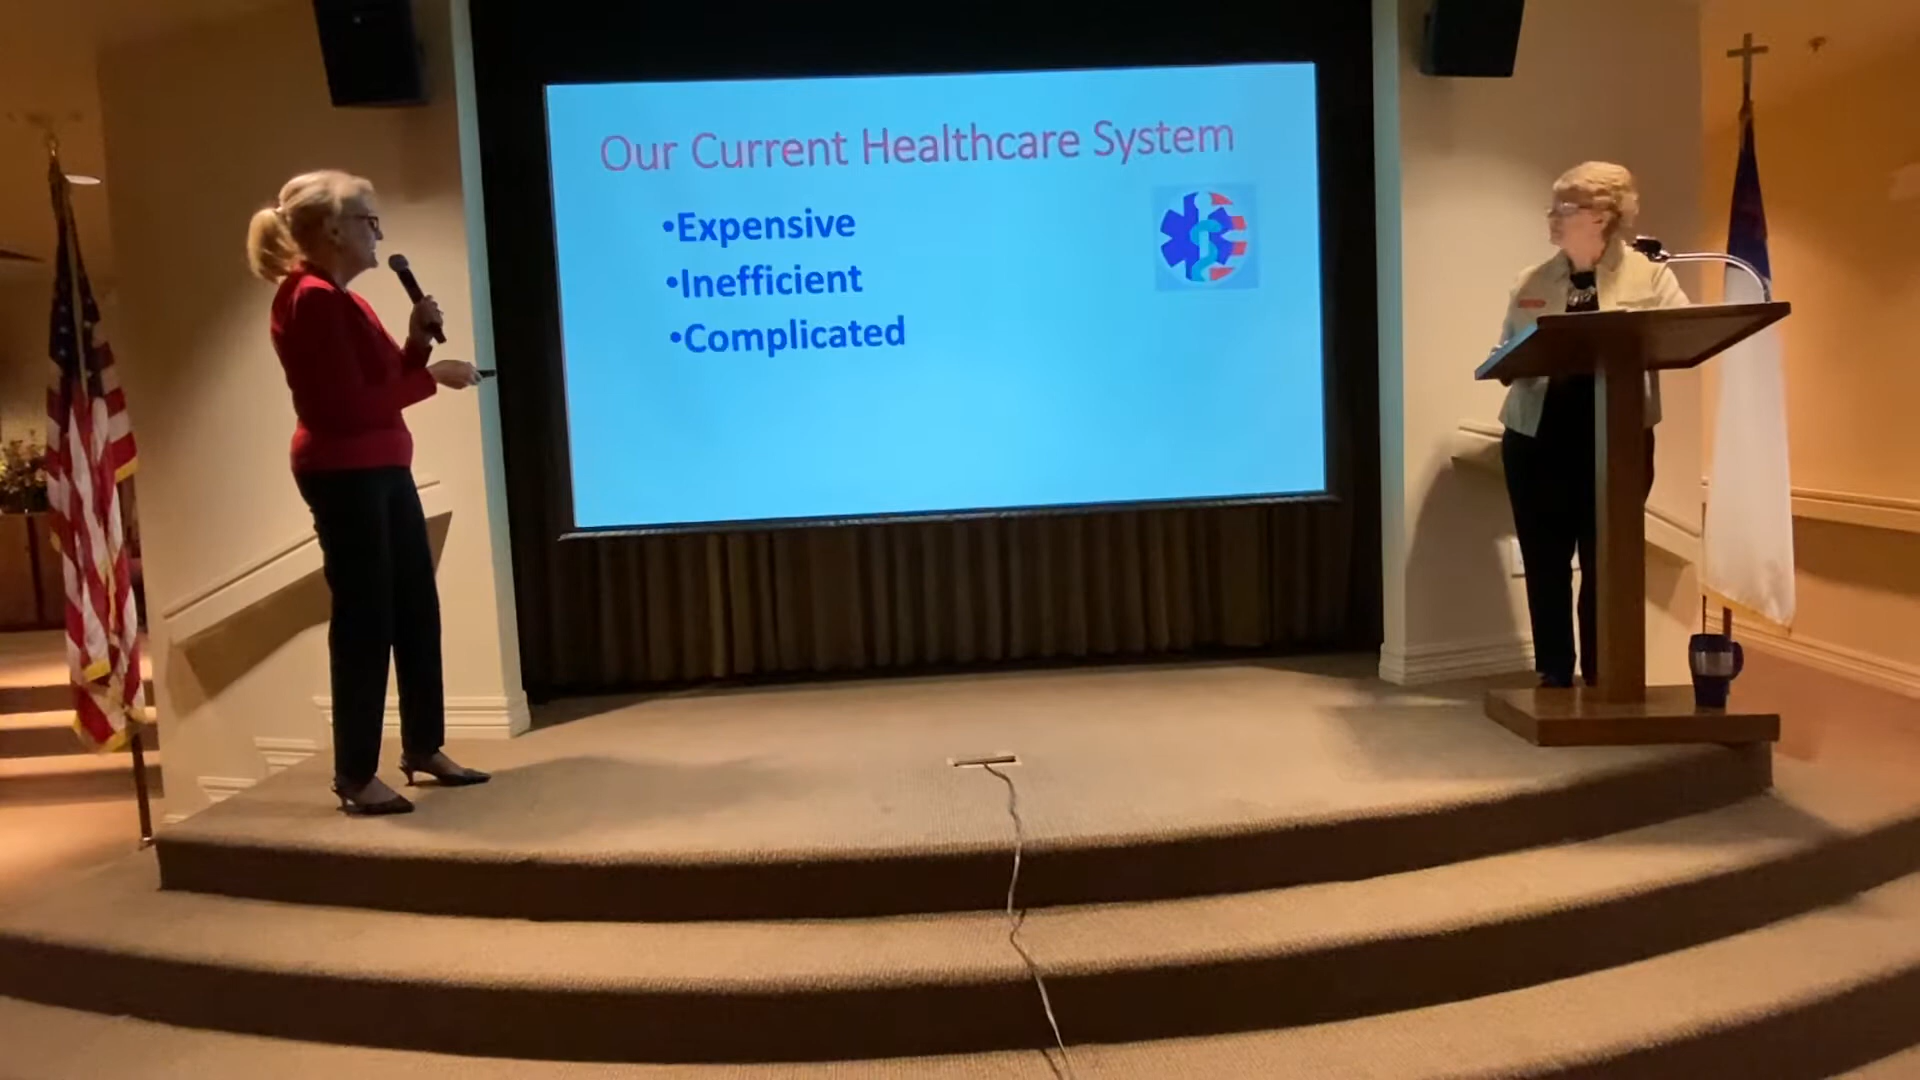 Our Current Healthcare System
•Expensive
•Inefficient
•Complicated